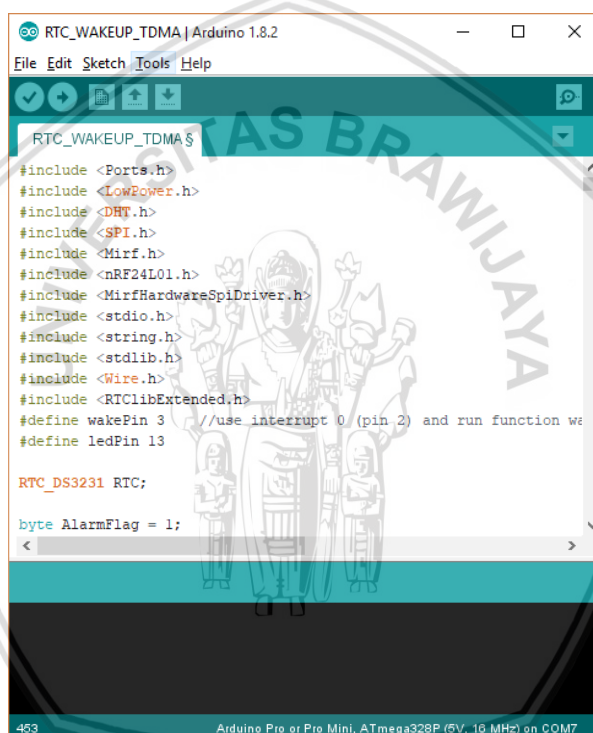 RTC_WAKEUP_TDMA | Arduino 1.8.2
File Edit Sketch Tools Help
RTC_WAKEUP_TDMA §
UNIVERSITAS BRAWIJAYA
#include <Ports.h>
#include <LowPower.h>
#include <DHT.h>
#include <SPI.h>
#include <Mirf.h>
#include <nRF24L01.h>
#include <MirfHardwareSpiDriver.h>
#include <stdio.h>
#include <string.h>
#include <stdlib.h>
#include <Wire.h>
#include <RTClibExtended.h>
#define wakePin 3 //use interrupt 0 (pin 2) and run function wa
#define ledPin 13
RTC_DS3231 RTC;
byte AlarmFlag = 1;
453 Arduino Pro or Pro Mini, ATmega328P (5V, 16 MHz) on COM7